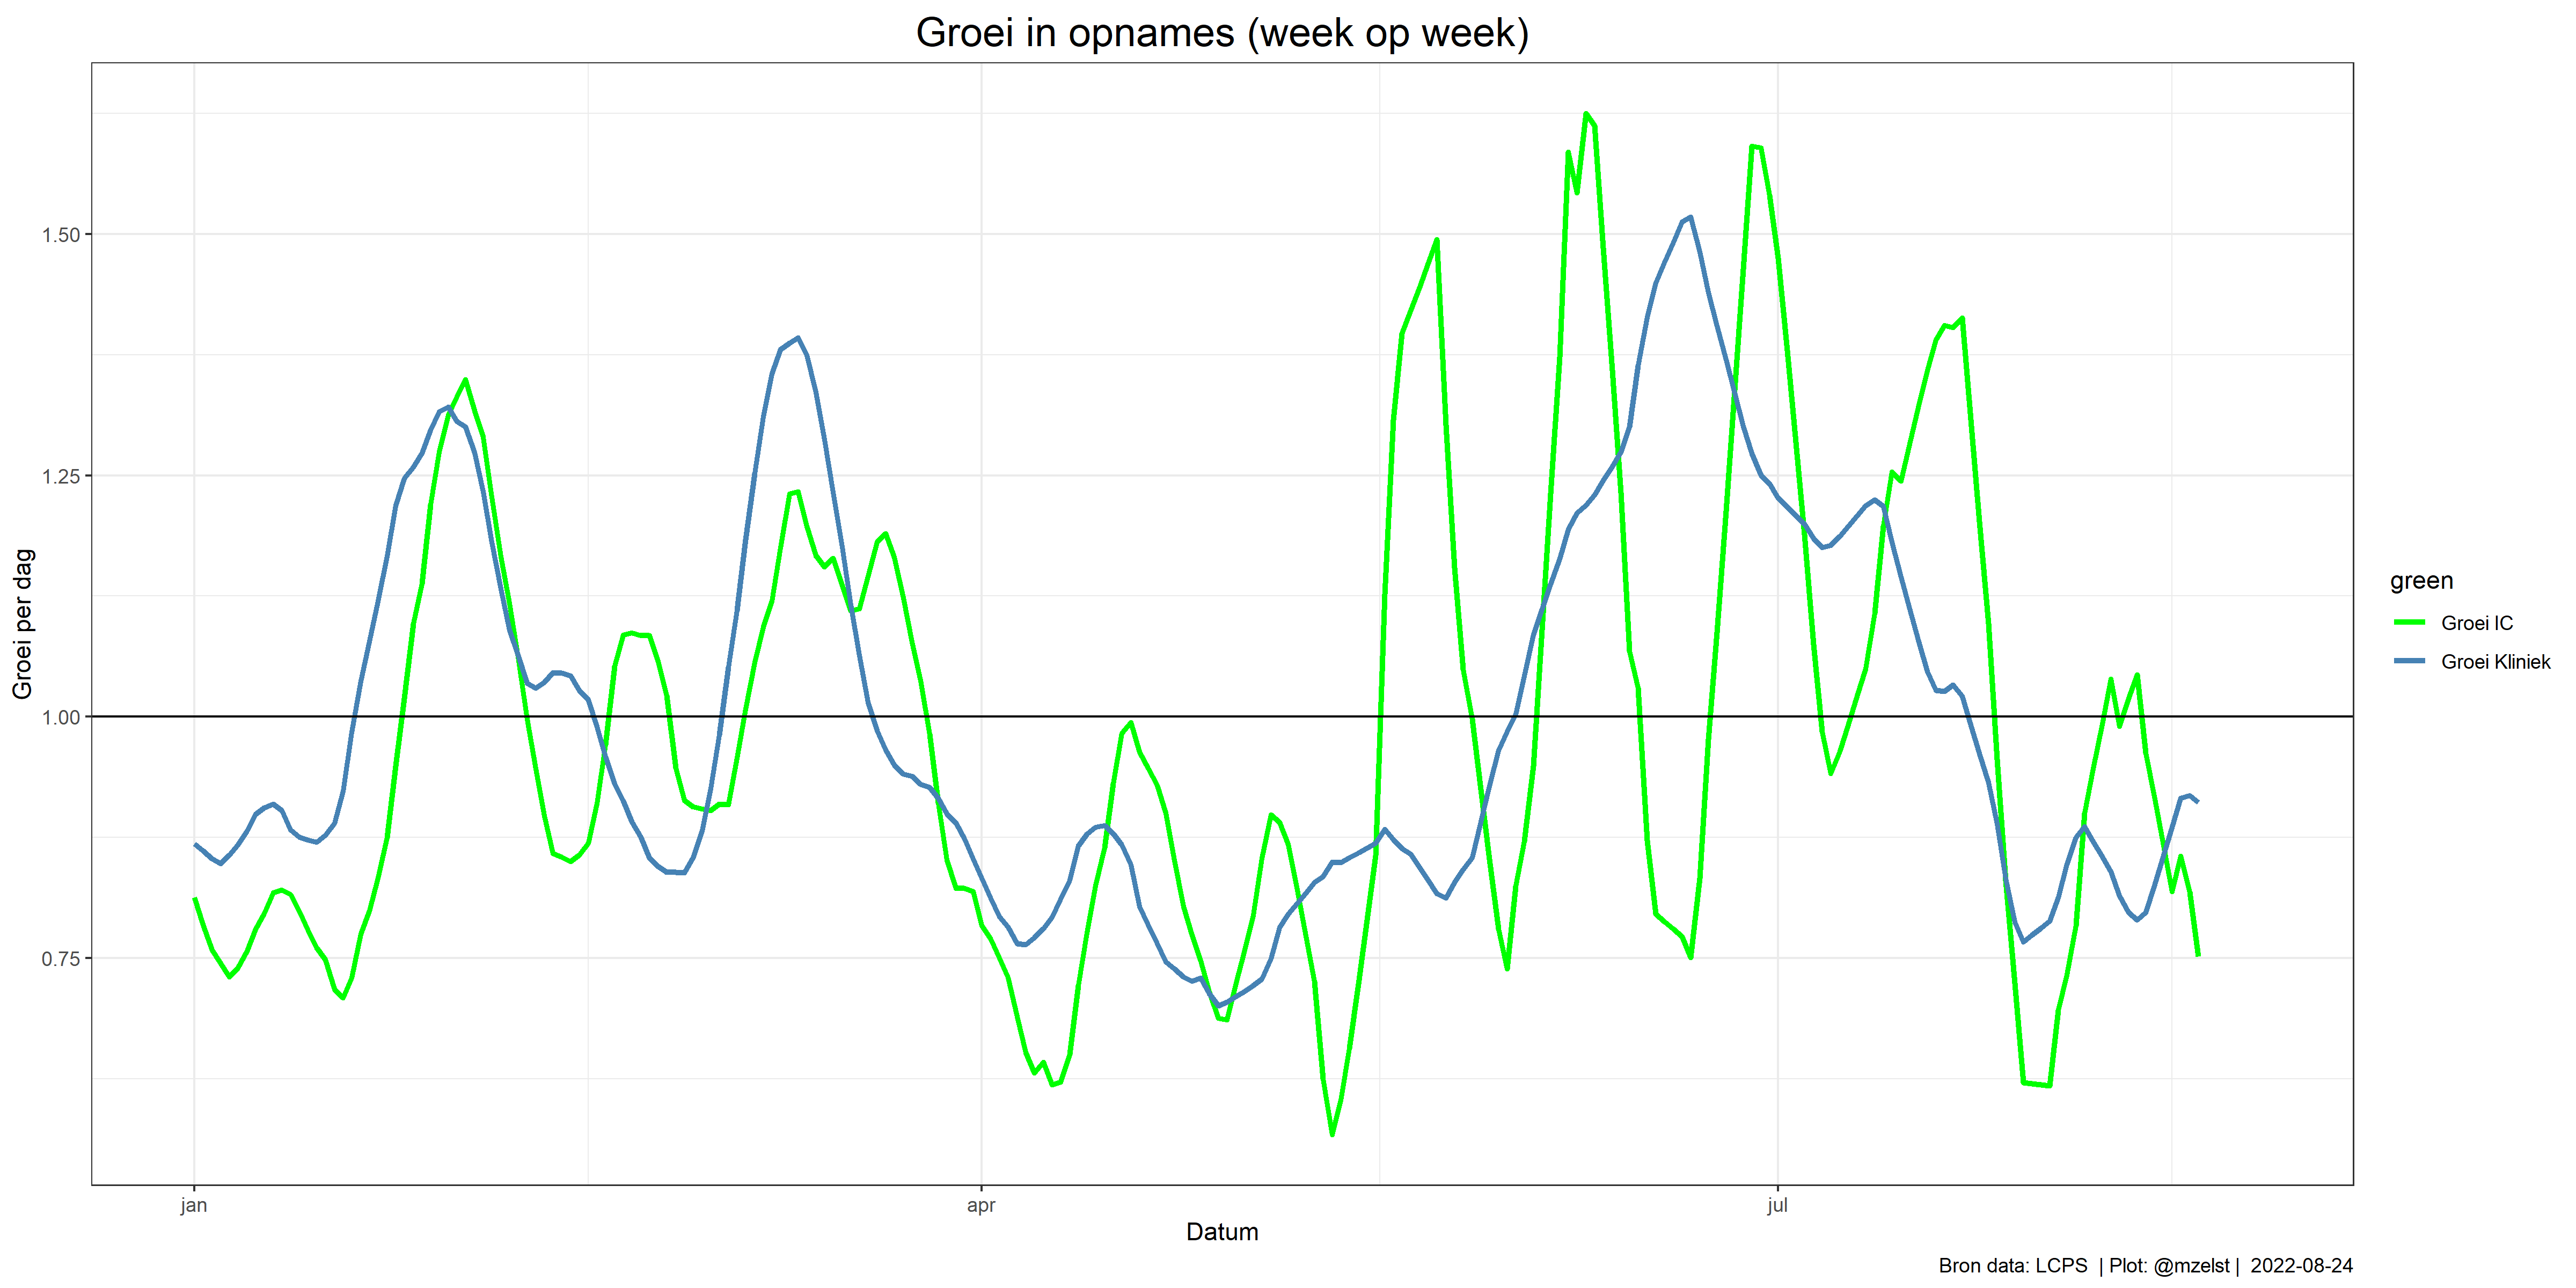 Groei in opnames (week op week)
Groei per dag
1.50
1.25
1.00
0.75
jan
apr
jul
Datum
green
Groei IC
Groei Kliniek
Bron data: LCPS | Plot: @mzelst | 2022-08-24